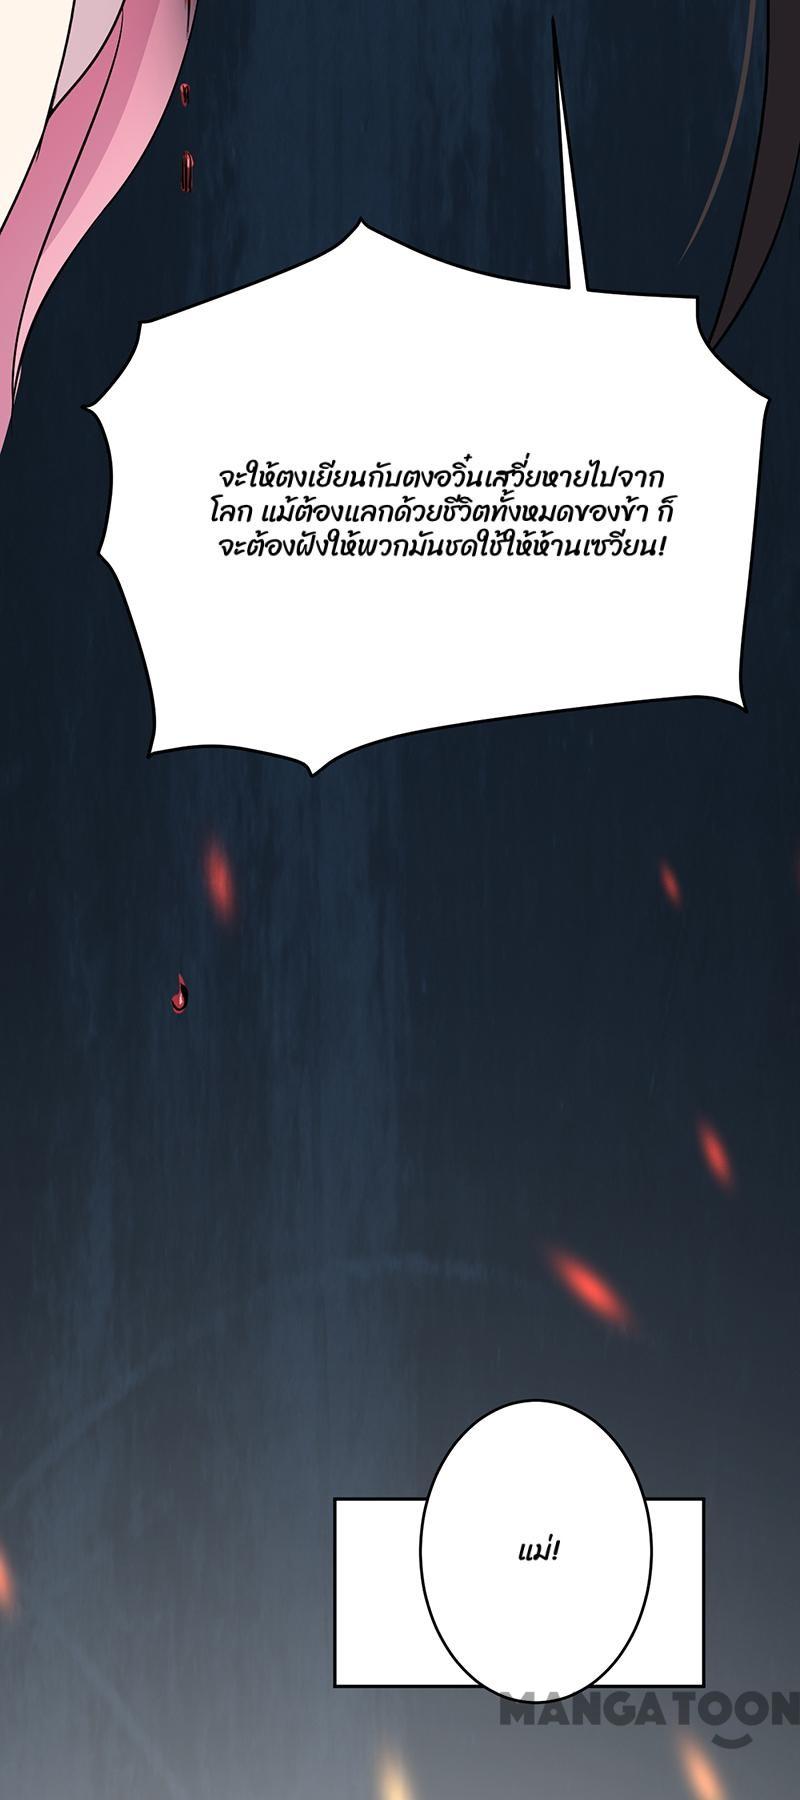 จะให้ตงเยียนกับตงอวิ๋นเสวี่ยหายไปจาก
โลก แม้ต้องแลกด้วยชีวิตทั้งหมดของข้า ก็
จะต้องฝังให้พวกมันชดใช้ให้ห้านเซวียน!
แม่!
MANGATOON